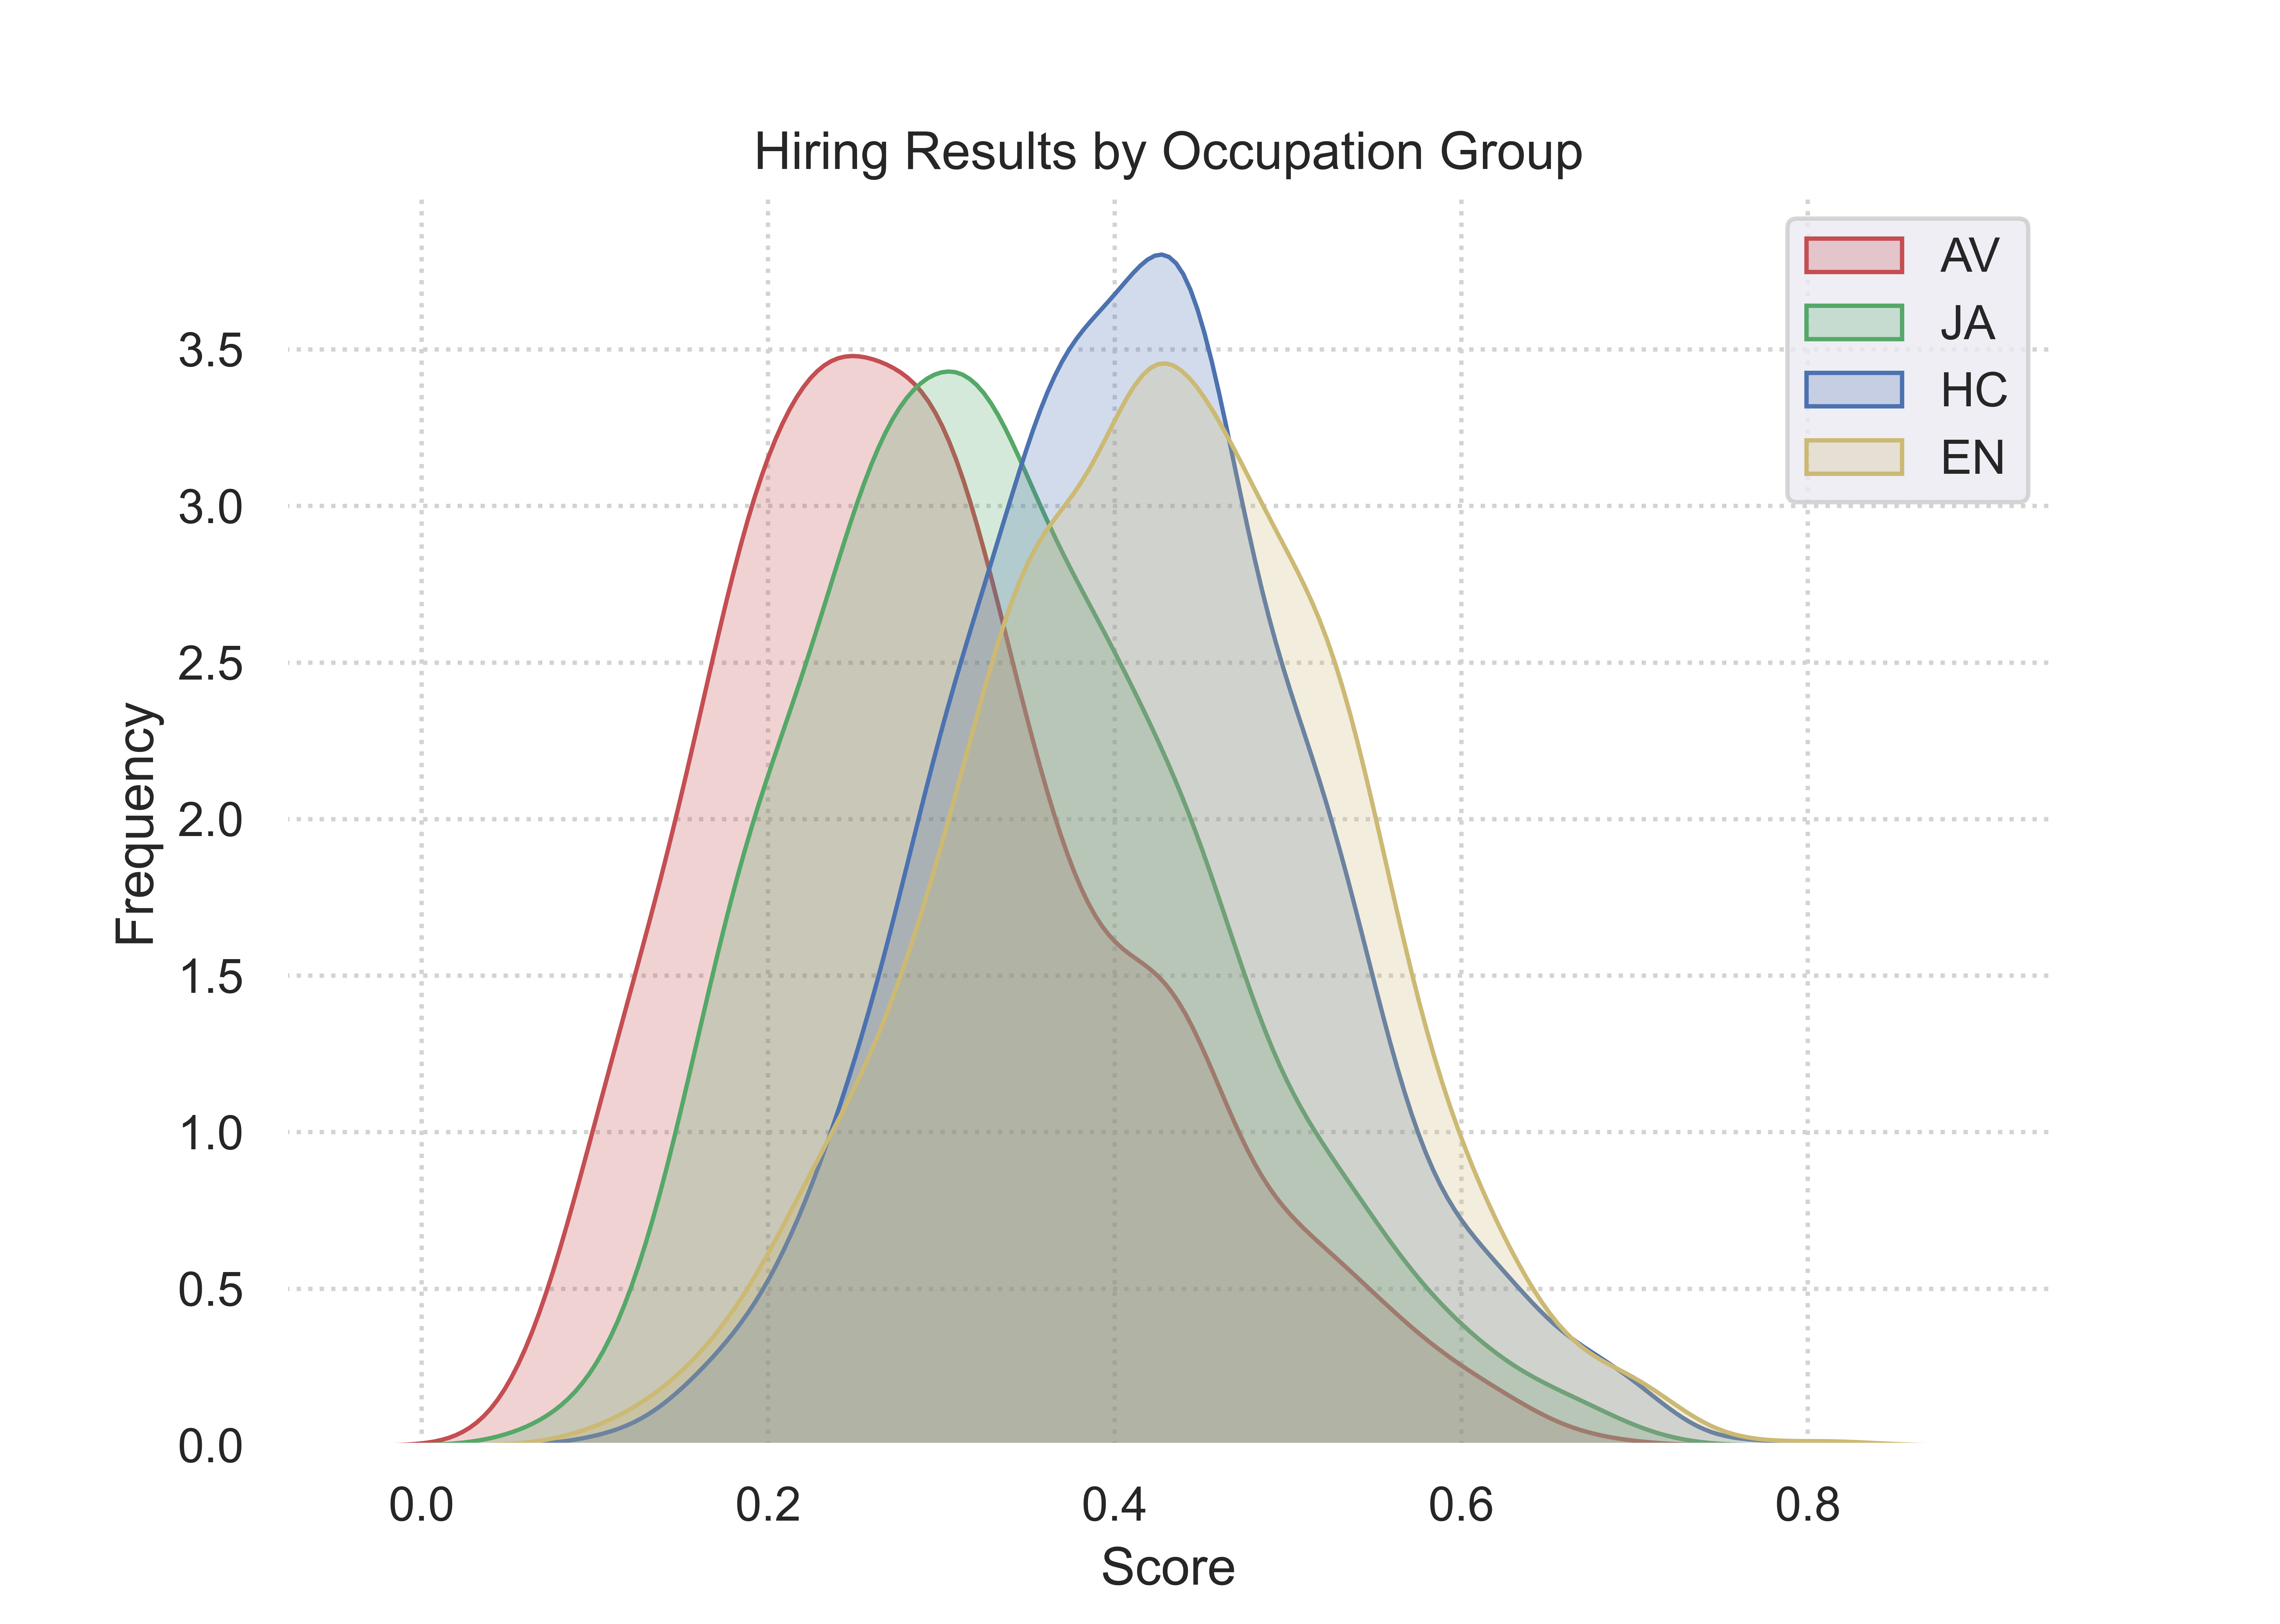 Hiring Results by Occupation Group
AV
JA
HC
EN
3.5
3.0
2.5
2.0
1.5
1.0
0.5
0.0
Frequency
0.0 0.2 0.4 0.6 0.8
Score